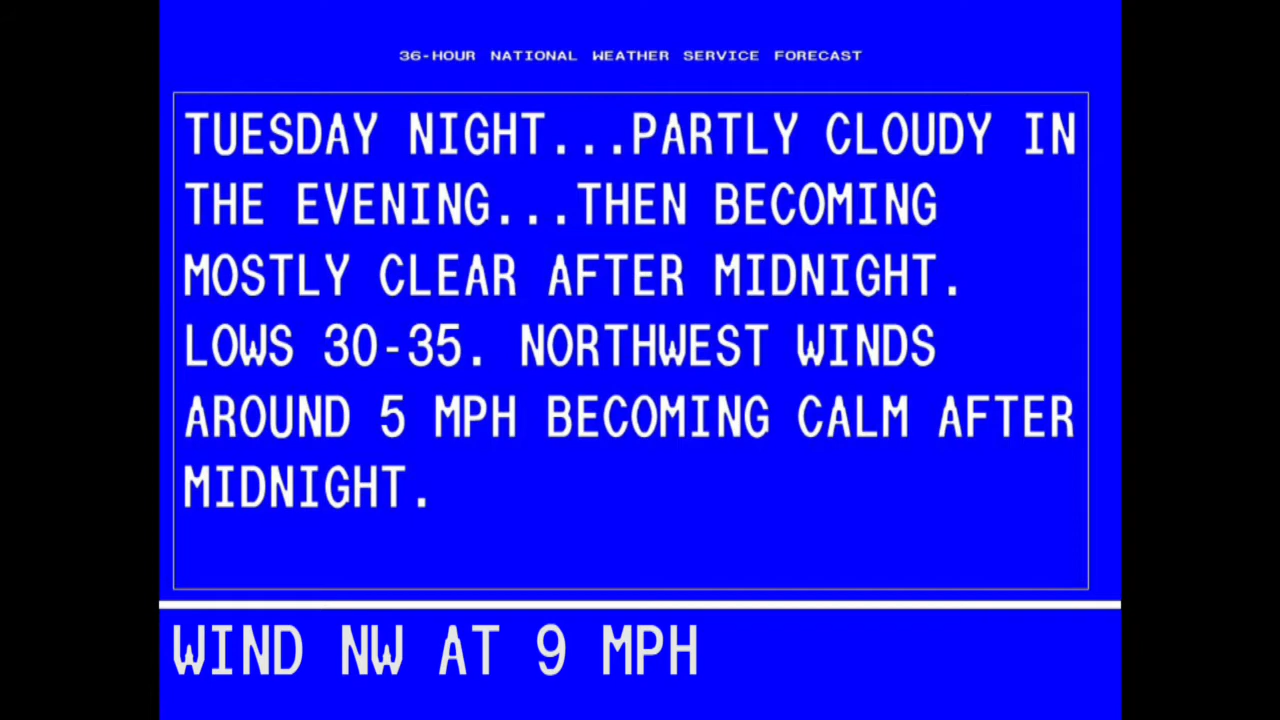 36-HOUR NATIONAL WEATHER SERVICE FORECAST
TUESDAY NIGHT...PARTLY CLOUDY IN
THE EVENING...THEN BECOMING
MOSTLY CLEAR AFTER MIDNIGHT.
LOWS 30-35. NORTHWEST WINDS
AROUND 5 MPH BECOMING CALM AFTER
MIDNIGHT.
WIND NW AT 9 MPH